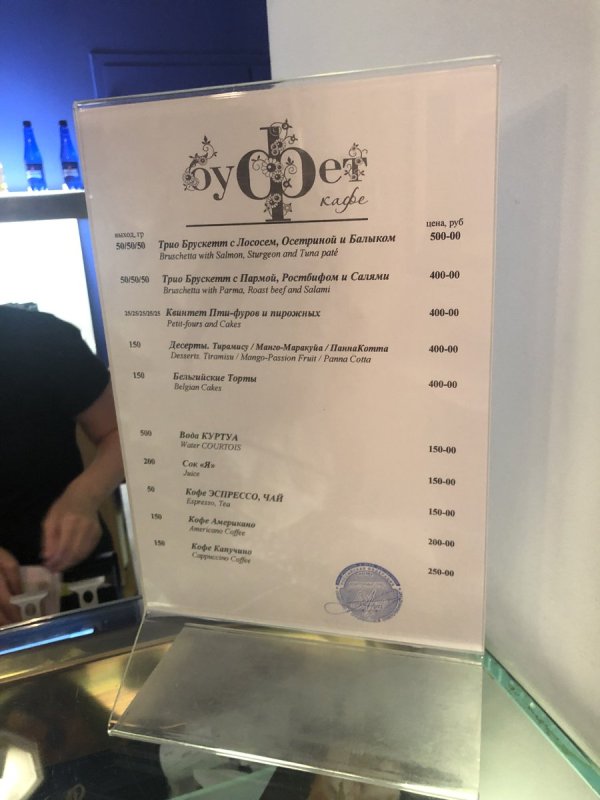 буфет
кафе
выход, гр цена, руб
50/50/50 Трио Брускетт с Лососем, Осетриной и Балыком 500-00
Bruschetta with Salmon, Sturgeon and Tuna paté
50/50/50 Трио Брускетт с Пармой, Ростбифом и Салями 400-00
Bruschetta with Parma, Roast beef and Salami
25/25/25/25/25 Квинтет Пти-фуров и пирожных 400-00
Petit-fours and Cakes
150 Десерты. Тирамису / Манго-Маракуйа / ПаннаКотта 400-00
Desserts. Tiramisu / Mango-Passion Fruit / Panna Cotta
150 Бельгийские Торты 400-00
Belgian Cakes
500 Вода КУРТУА 150-00
Water COURTOIS
200 Сок «Я» 150-00
Juice
50 Кофе ЭСПРЕССО, ЧАЙ 150-00
Espresso, Tea
150 Кофе Американо 200-00
Americano Coffee
150 Кофе Капучино 250-00
Cappuccino Coffee